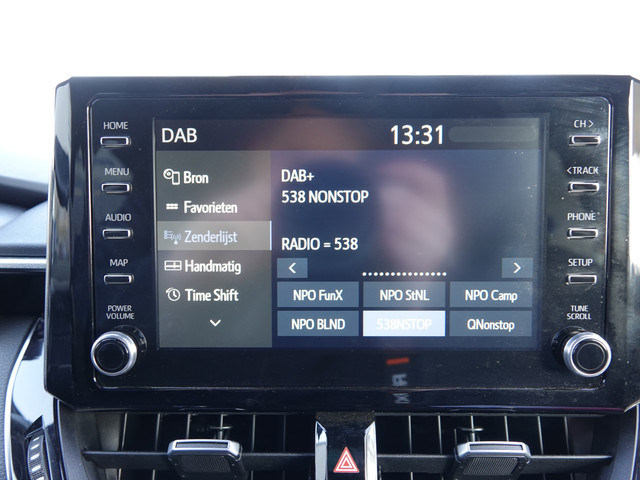 HOME
MENU
AUDIO
MAP
POWER
VOLUME
DAB
13:31
Bron
Favorieten
Zenderlijst
Handmatig
Time Shift
DAB+
538 NONSTOP
RADIO = 538
< >
NPO FunX NPO StNL NPO Camp
NPO BLND 538NSTOP QNonstop
CH >
< TRACK
PHONE
SETUP
TUNE
SCROLL